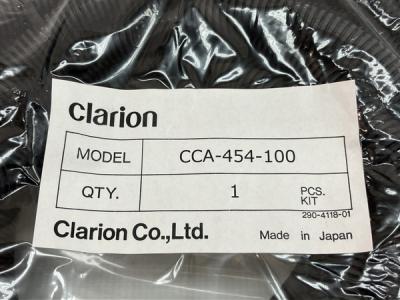 Clarion
MODEL CCA-454-100
QTY. 1 PCS. KIT
290-4118-01
Clarion Co.,Ltd. Made in Japan